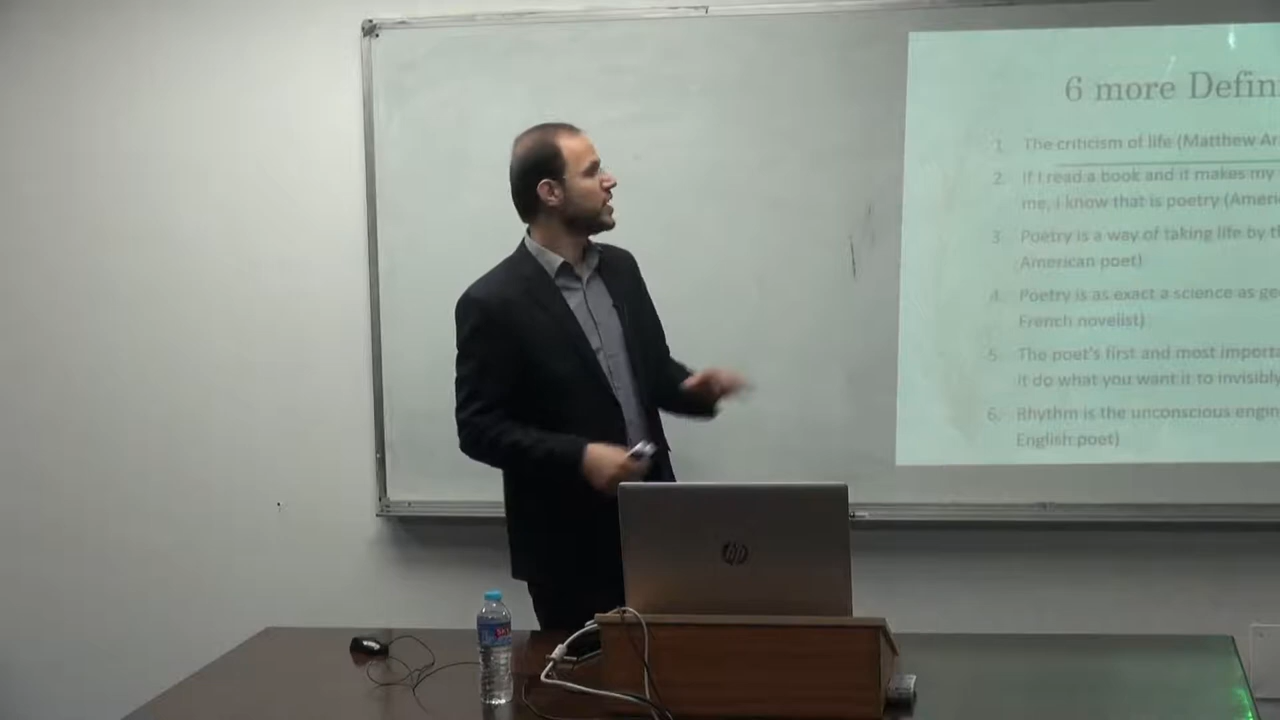 6 more Defin
1. The criticism of life (Matthew Ar
2. If I read a book and it makes my
me, I know that is poetry (Ameri
3. Poetry is a way of taking life by th
American poet)
4. Poetry is as exact a science as ge
French novelist)
5. The poet's first and most importa
it do what you want it to invisibly
6. Rhythm is the unconscious engin
English poet)
hp